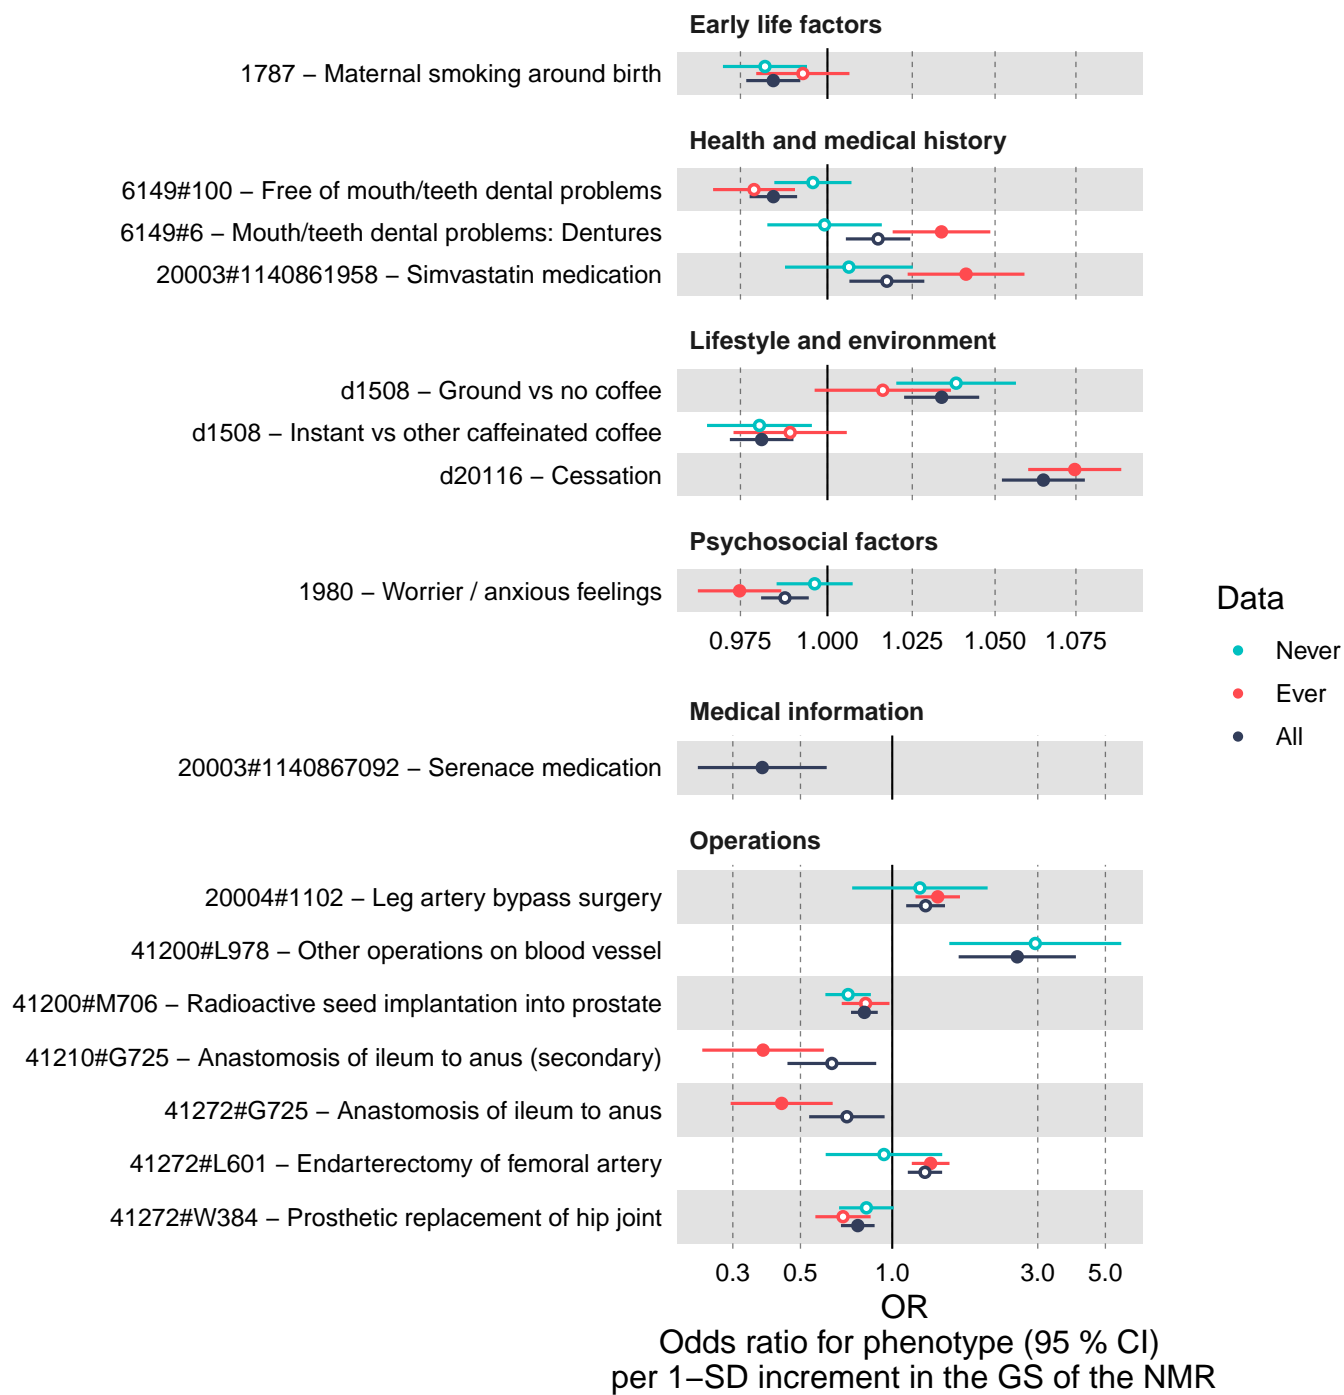 Early life factors
1787 – Maternal smoking around birth
Health and medical history
6149#100 – Free of mouth/teeth dental problems
6149#6 – Mouth/teeth dental problems: Dentures
20003#1140861958 – Simvastatin medication
Lifestyle and environment
d1508 – Ground vs no coffee
d1508 – Instant vs other caffeinated coffee
d20116 – Cessation
Psychosocial factors
1980 – Worrier / anxious feelings
0.975 1.000 1.025 1.050 1.075
Data
Never
Ever
All
Medical information
20003#1140867092 – Serenace medication
Operations
20004#1102 – Leg artery bypass surgery
41200#L978 – Other operations on blood vessel
41200#M706 – Radioactive seed implantation into prostate
41210#G725 – Anastomosis of ileum to anus (secondary)
41272#G725 – Anastomosis of ileum to anus
41272#L601 – Endarterectomy of femoral artery
41272#W384 – Prosthetic replacement of hip joint
0.3 0.5 1.0 3.0 5.0
OR
Odds ratio for phenotype (95 % CI)
per 1–SD increment in the GS of the NMR